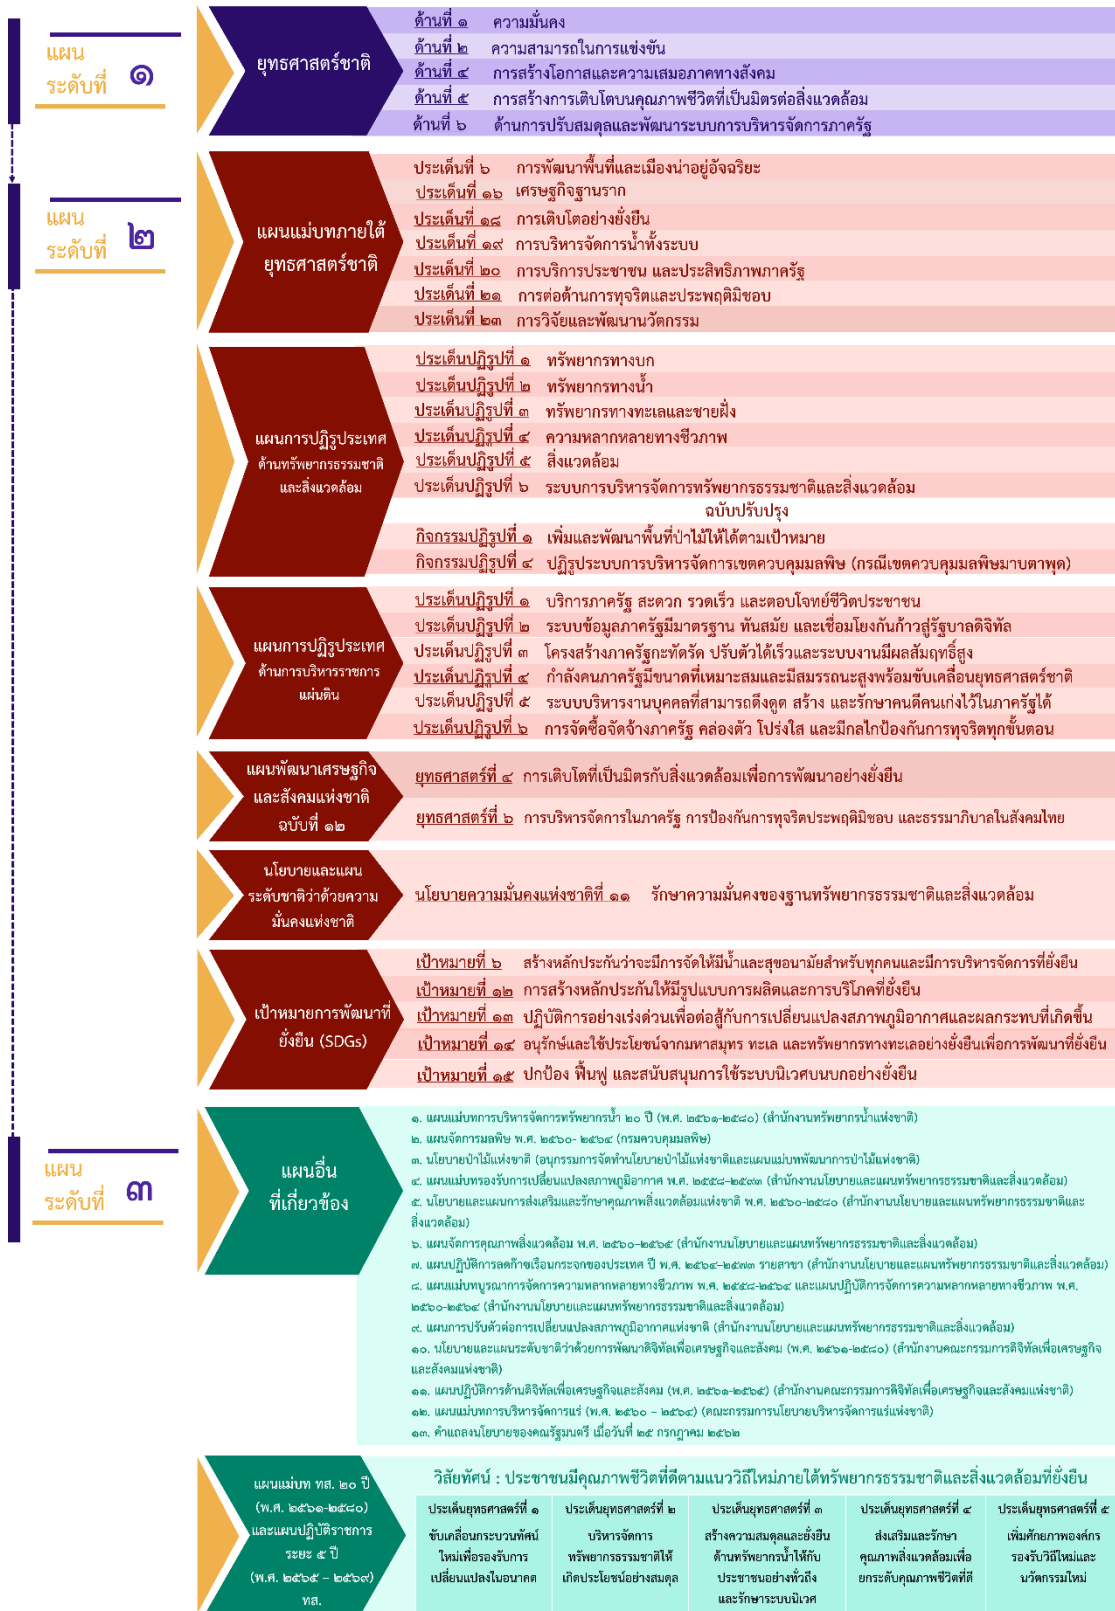 แผน
ระดับที่ ๑
ยุทธศาสตร์ชาติ
ด้านที่ ๑ ความมั่นคง
ด้านที่ ๒ ความสามารถในการแข่งขัน
ด้านที่ ๔ การสร้างโอกาสและความเสมอภาคทางสังคม
ด้านที่ ๕ การสร้างการเติบโตบนคุณภาพชีวิตที่เป็นมิตรต่อสิ่งแวดล้อม
ด้านที่ ๖ ด้านการปรับสมดุลและพัฒนาระบบการบริหารจัดการภาครัฐ
แผน
ระดับที่ ๒
แผนแม่บทภายใต้
ยุทธศาสตร์ชาติ
ประเด็นที่ ๖ การพัฒนาพื้นที่และเมืองน่าอยู่อัจฉริยะ
ประเด็นที่ ๑๖ เศรษฐกิจฐานราก
ประเด็นที่ ๑๘ การเติบโตอย่างยั่งยืน
ประเด็นที่ ๑๙ การบริหารจัดการน้ำทั้งระบบ
ประเด็นที่ ๒๐ การบริการประชาชน และประสิทธิภาพภาครัฐ
ประเด็นที่ ๒๑ การต่อต้านการทุจริตและประพฤติมิชอบ
ประเด็นที่ ๒๓ การวิจัยและพัฒนานวัตกรรม
แผนการปฏิรูประเทศ
ด้านทรัพยากรธรรมชาติ
และสิ่งแวดล้อม
ประเด็นปฏิรูปที่ ๑ ทรัพยากรทางบก
ประเด็นปฏิรูปที่ ๒ ทรัพยากรทางน้ำ
ประเด็นปฏิรูปที่ ๓ ทรัพยากรทางทะเลและชายฝั่ง
ประเด็นปฏิรูปที่ ๔ ความหลากหลายทางชีวภาพ
ประเด็นปฏิรูปที่ ๕ สิ่งแวดล้อม
ประเด็นปฏิรูปที่ ๖ ระบบการบริหารจัดการทรัพยากรธรรมชาติและสิ่งแวดล้อม
ฉบับปรับปรุง
กิจกรรมปฏิรูปที่ ๑ เพิ่มและพัฒนาพื้นที่ป่าไม้ให้ได้ตามเป้าหมาย
กิจกรรมปฏิรูปที่ ๔ ปฏิรูประบบการบริหารจัดการเขตควบคุมมลพิษ (กรณีเขตควบคุมมลพิษมาบตาพุด)
แผนการปฏิรูประเทศ
ด้านการบริหารราชการ
แผ่นดิน
ประเด็นปฏิรูปที่ ๑ บริการภาครัฐ สะดวก รวดเร็ว และตอบโจทย์ชีวิตประชาชน
ประเด็นปฏิรูปที่ ๒ ระบบข้อมูลภาครัฐมีมาตรฐาน ทันสมัย และเชื่อมโยงกันก้าวสู่รัฐบาลดิจิทัล
ประเด็นปฏิรูปที่ ๓ โครงสร้างภาครัฐกะทัดรัด ปรับตัวได้เร็วและระบบงานมีผลสัมฤทธิ์สูง
ประเด็นปฏิรูปที่ ๔ กำลังคนภาครัฐมีขนาดที่เหมาะสมและมีสมรรถนะสูงพร้อมขับเคลื่อนยุทธศาสตร์ชาติ
ประเด็นปฏิรูปที่ ๕ ระบบบริหารงานบุคคลที่สามารถดึงดูด สร้าง และรักษาคนดีคนเก่งไว้ในภาครัฐได้
ประเด็นปฏิรูปที่ ๖ การจัดซื้อจัดจ้างภาครัฐ คล่องตัว โปร่งใส และมีกลไกป้องกันการทุจริตทุกขั้นตอน
แผนพัฒนาเศรษฐกิจ
และสังคมแห่งชาติ
ฉบับที่ ๑๒
ยุทธศาสตร์ที่ ๔ การเติบโตที่เป็นมิตรกับสิ่งแวดล้อมเพื่อการพัฒนาอย่างยั่งยืน
ยุทธศาสตร์ที่ ๖ การบริหารจัดการในภาครัฐ การป้องกันการทุจริตประพฤติมิชอบ และธรรมาภิบาลในสังคมไทย
นโยบายและแผน
ระดับชาติว่าด้วยความ
มั่นคงแห่งชาติ
นโยบายความมั่นคงแห่งชาติที่ ๑๑ รักษาความมั่นคงของฐานทรัพยากรธรรมชาติและสิ่งแวดล้อม
เป้าหมายการพัฒนาที่
ยั่งยืน (SDGs)
เป้าหมายที่ ๖ สร้างหลักประกันว่าจะมีการจัดให้มีน้ำและสุขอนามัยสำหรับทุกคนและมีการบริหารจัดการที่ยั่งยืน
เป้าหมายที่ ๑๒ การสร้างหลักประกันให้มีรูปแบบการผลิตและการบริโภคที่ยั่งยืน
เป้าหมายที่ ๑๓ ปฏิบัติการอย่างเร่งด่วนเพื่อต่อสู้กับการเปลี่ยนแปลงสภาพภูมิอากาศและผลกระทบที่เกิดขึ้น
เป้าหมายที่ ๑๔ อนุรักษ์และใช้ประโยชน์จากมหาสมุทร ทะเล และทรัพยากรทางทะเลอย่างยั่งยืนเพื่อการพัฒนาที่ยั่งยืน
เป้าหมายที่ ๑๕ ปกป้อง ฟื้นฟู และสนับสนุนการใช้ระบบนิเวศบนบกอย่างยั่งยืน
แผน
ระดับที่ ๓
แผนอื่น
ที่เกี่ยวข้อง
๑. แผนแม่บทการบริหารจัดการทรัพยากรน้ำ ๒๐ ปี (พ.ศ. ๒๕๖๑-๒๕๘๐) (สำนักงานทรัพยากรน้ำแห่งชาติ)
๒. แผนจัดการมลพิษ พ.ศ. ๒๕๖๐- ๒๕๖๔ (กรมควบคุมมลพิษ)
๓. นโยบายป่าไม้แห่งชาติ (อนุกรรมการจัดทำนโยบายป่าไม้แห่งชาติและแผนแม่บทพัฒนาการป่าไม้แห่งชาติ)
๔. แผนแม่บทรองรับการเปลี่ยนแปลงสภาพภูมิอากาศ พ.ศ. ๒๕๕๘-๒๕๙๓ (สำนักงานนโยบายและแผนทรัพยากรธรรมชาติและสิ่งแวดล้อม)
๕. นโยบายและแผนการส่งเสริมและรักษาคุณภาพสิ่งแวดล้อมแห่งชาติ พ.ศ. ๒๕๖๐-๒๕๘๐ (สำนักงานนโยบายและแผนทรัพยากรธรรมชาติและ
สิ่งแวดล้อม)
๖. แผนจัดการคุณภาพสิ่งแวดล้อม พ.ศ. ๒๕๖๐-๒๕๖๕ (สำนักงานนโยบายและแผนทรัพยากรธรรมชาติและสิ่งแวดล้อม)
๗. แผนปฏิบัติการลดก๊าซเรือนกระจกของประเทศ ปี พ.ศ. ๒๕๖๔-๒๕๗๓ รายสาขา (สำนักงานนโยบายและแผนทรัพยากรธรรมชาติและสิ่งแวดล้อม)
๘. แผนแม่บทบูรณาการจัดการความหลากหลายทางชีวภาพ พ.ศ. ๒๕๕๘-๒๕๖๔ และแผนปฏิบัติการจัดการความหลากหลายทางชีวภาพ พ.ศ.
๒๕๖๐-๒๕๖๔ (สำนักงานนโยบายและแผนทรัพยากรธรรมชาติและสิ่งแวดล้อม)
๙. แผนการปรับตัวต่อการเปลี่ยนแปลงสภาพภูมิอากาศแห่งชาติ (สำนักงานนโยบายและแผนทรัพยากรธรรมชาติและสิ่งแวดล้อม)
๑๐. นโยบายและแผนระดับชาติว่าด้วยการพัฒนาดิจิทัลเพื่อเศรษฐกิจและสังคม (พ.ศ. ๒๕๖๑-๒๕๘๐) (สำนักงานคณะกรรมการดิจิทัลเพื่อเศรษฐกิจ
และสังคมแห่งชาติ)
๑๑. แผนปฏิบัติการด้านดิจิทัลเพื่อเศรษฐกิจและสังคม (พ.ศ. ๒๕๖๑-๒๕๖๕) (สำนักงานคณะกรรมการดิจิทัลเพื่อเศรษฐกิจและสังคมแห่งชาติ)
๑๒. แผนแม่บทการบริหารจัดการแร่ (พ.ศ. ๒๕๖๐ – ๒๕๖๔) (คณะกรรมการนโยบายบริหารจัดการแร่แห่งชาติ)
๑๓. คำแถลงนโยบายของคณรัฐมนตรี เมื่อวันที่ ๒๕ กรกฎาคม ๒๕๖๒
แผนแม่บท ทส. ๒๐ ปี
(พ.ศ. ๒๕๖๑-๒๕๘๐)
และแผนปฏิบัติราชการ
ระยะ ๕ ปี
(พ.ศ. ๒๕๖๕ – ๒๕๖๙)
ทส.
วิสัยทัศน์ : ประชาชนมีคุณภาพชีวิตที่ดีตามแนววิถีใหม่ภายใต้ทรัพยากรธรรมชาติและสิ่งแวดล้อมที่ยั่งยืน
ประเด็นยุทธศาสตร์ที่ ๑
ขับเคลื่อนกระบวนทัศน์
ใหม่เพื่อรองรับการ
เปลี่ยนแปลงในอนาคต
ประเด็นยุทธศาสตร์ที่ ๒
บริหารจัดการ
ทรัพยากรธรรมชาติให้
เกิดประโยชน์อย่างสมดุล
ประเด็นยุทธศาสตร์ที่ ๓
สร้างความสมดุลและยั่งยืน
ด้านทรัพยากรน้ำให้กับ
ประชาชนอย่างทั่วถึง
และรักษาระบบนิเวศ
ประเด็นยุทธศาสตร์ที่ ๔
ส่งเสริมและรักษา
คุณภาพสิ่งแวดล้อมเพื่อ
ยกระดับคุณภาพชีวิตที่ดี
ประเด็นยุทธศาสตร์ที่ ๕
เพิ่มศักยภาพองค์กร
รองรับวิถีใหม่และ
นวัตกรรมใหม่